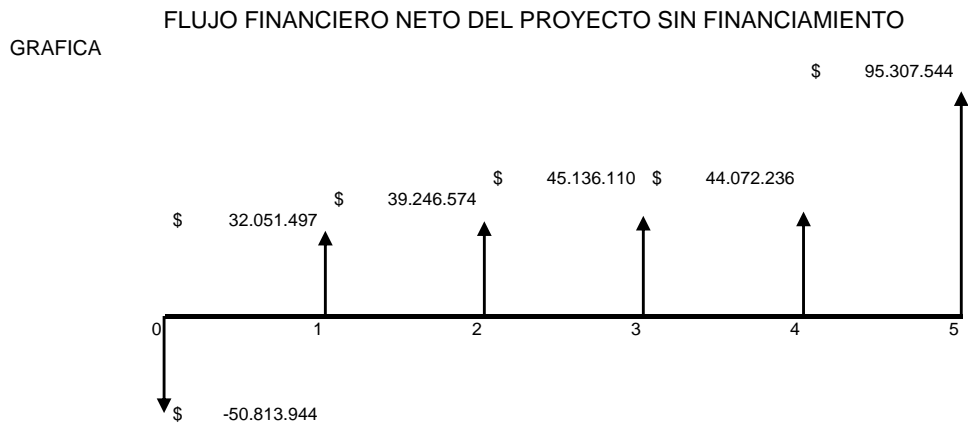 FLUJO FINANCIERO NETO DEL PROYECTO SIN FINANCIAMIENTO
GRAFICA
$ 95.307.544
$ 45.136.110 $ 44.072.236
$ 39.246.574
$ 32.051.497
0 1 2 3 4 5
$ -50.813.944